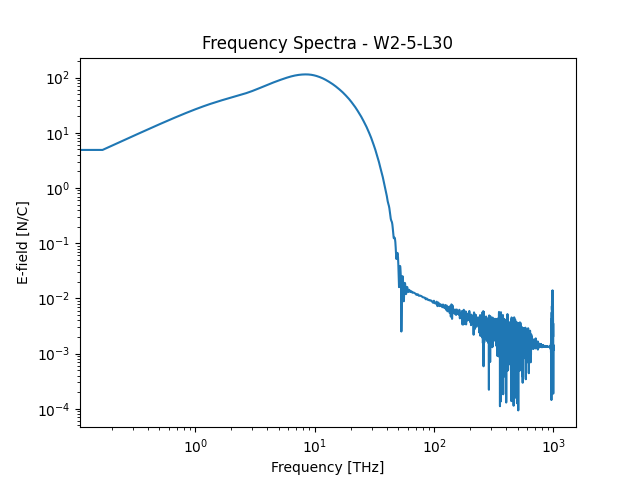 Frequency Spectra - W2-5-L30
E-field [N/C]
10²
10¹
10⁰
10⁻¹
10⁻²
10⁻³
10⁻⁴
10⁰ 10¹ 10² 10³
Frequency [THz]